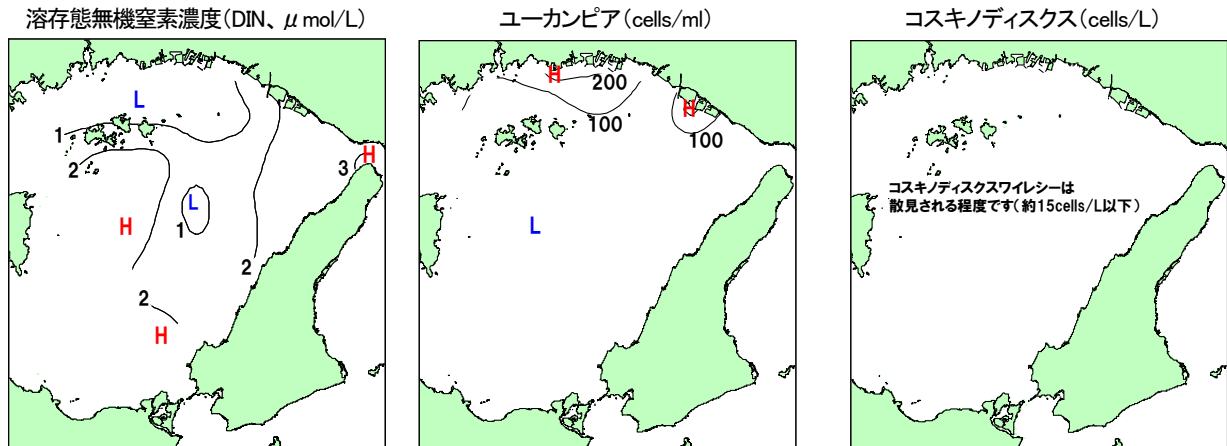 溶存態無機窒素濃度(DIN、μmol/L)
L
1
2
3
H
L
H
1
2
2
H
ユーカンピア(cells/ml)
H
200
H
100
100
L
コスキノディスクス(cells/L)
コスキノディスクスワイレシーは
散見される程度です(約15cells/L以下)